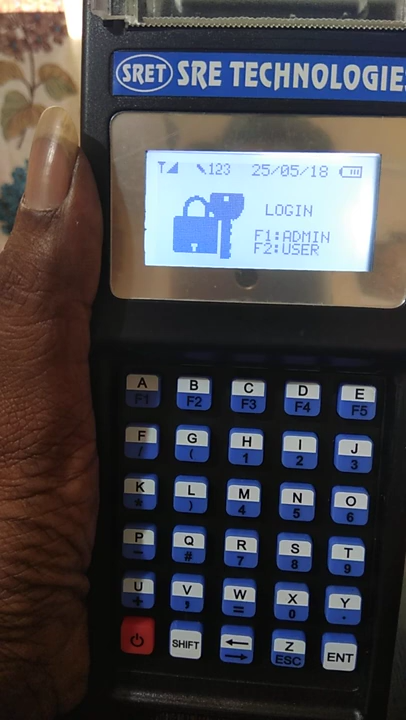 SRET SRE TECHNOLOGIE
123 25/05/18
LOGIN
F1:ADMIN
F2:USER
A B C D E
F1 F2 F3 F4 F5
F G H I J
/ ( 1 2 3
K L M N O
* ) 4 5 6
P Q R S T
- # 7 8 9
U V W X Y
+ , = 0 .
SHIFT Z ENT
ESC